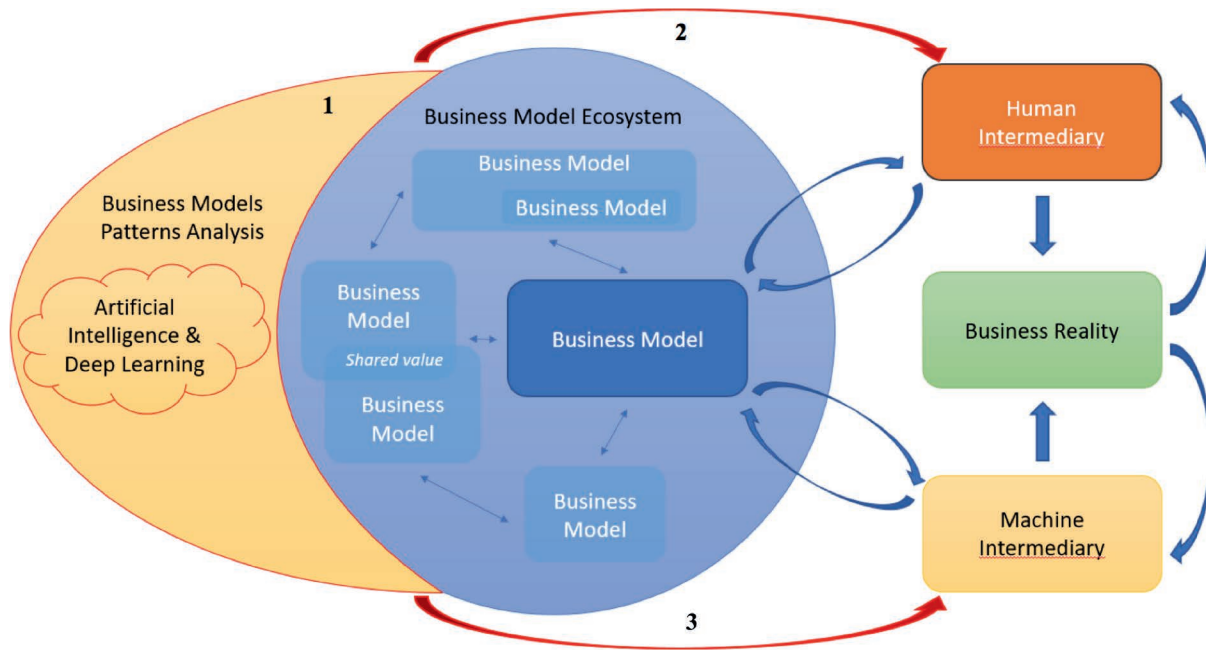 2
1
Business Model Ecosystem
Human
Intermediary
Business Model
Business Model
Business Models
Patterns Analysis
Artificial
Intelligence &
Deep Learning
Business
Model
Shared value
Business
Model
Business Model
Business Reality
Business
Model
Machine
Intermediary
3